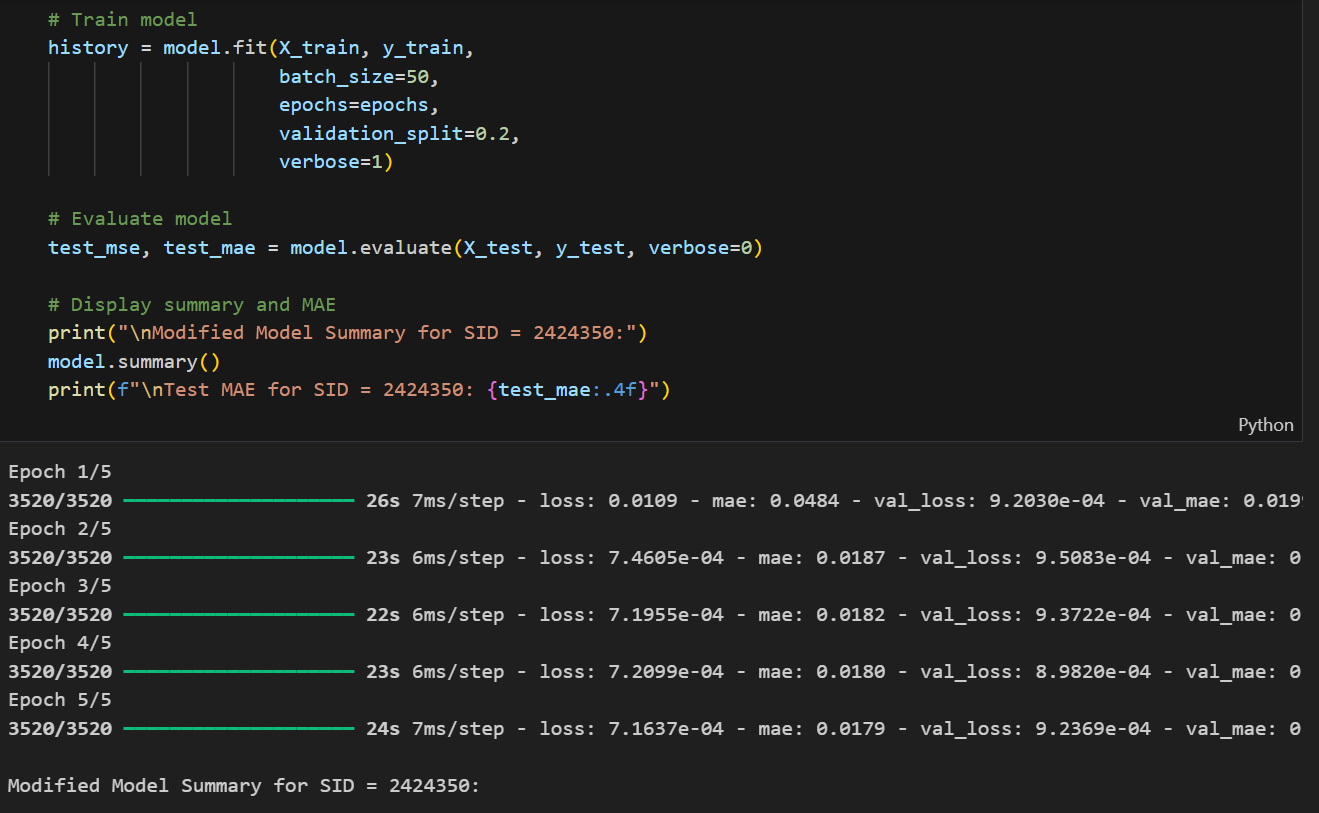 # Train model
history = model.fit(X_train, y_train,
batch_size=50,
epochs=epochs,
validation_split=0.2,
verbose=1)
# Evaluate model
test_mse, test_mae = model.evaluate(X_test, y_test, verbose=0)
# Display summary and MAE
print("\nModified Model Summary for SID = 2424350:")
model.summary()
print(f"\nTest MAE for SID = 2424350: {test_mae:.4f}")
Python
Epoch 1/5
3520/3520 26s 7ms/step - loss: 0.0109 - mae: 0.0484 - val_loss: 9.2030e-04 - val_mae: 0.019
Epoch 2/5
3520/3520 23s 6ms/step - loss: 7.4605e-04 - mae: 0.0187 - val_loss: 9.5083e-04 - val_mae: 0
Epoch 3/5
3520/3520 22s 6ms/step - loss: 7.1955e-04 - mae: 0.0182 - val_loss: 9.3722e-04 - val_mae: 0
Epoch 4/5
3520/3520 23s 6ms/step - loss: 7.2099e-04 - mae: 0.0180 - val_loss: 8.9820e-04 - val_mae: 0
Epoch 5/5
3520/3520 24s 7ms/step - loss: 7.1637e-04 - mae: 0.0179 - val_loss: 9.2369e-04 - val_mae: 0
Modified Model Summary for SID = 2424350: